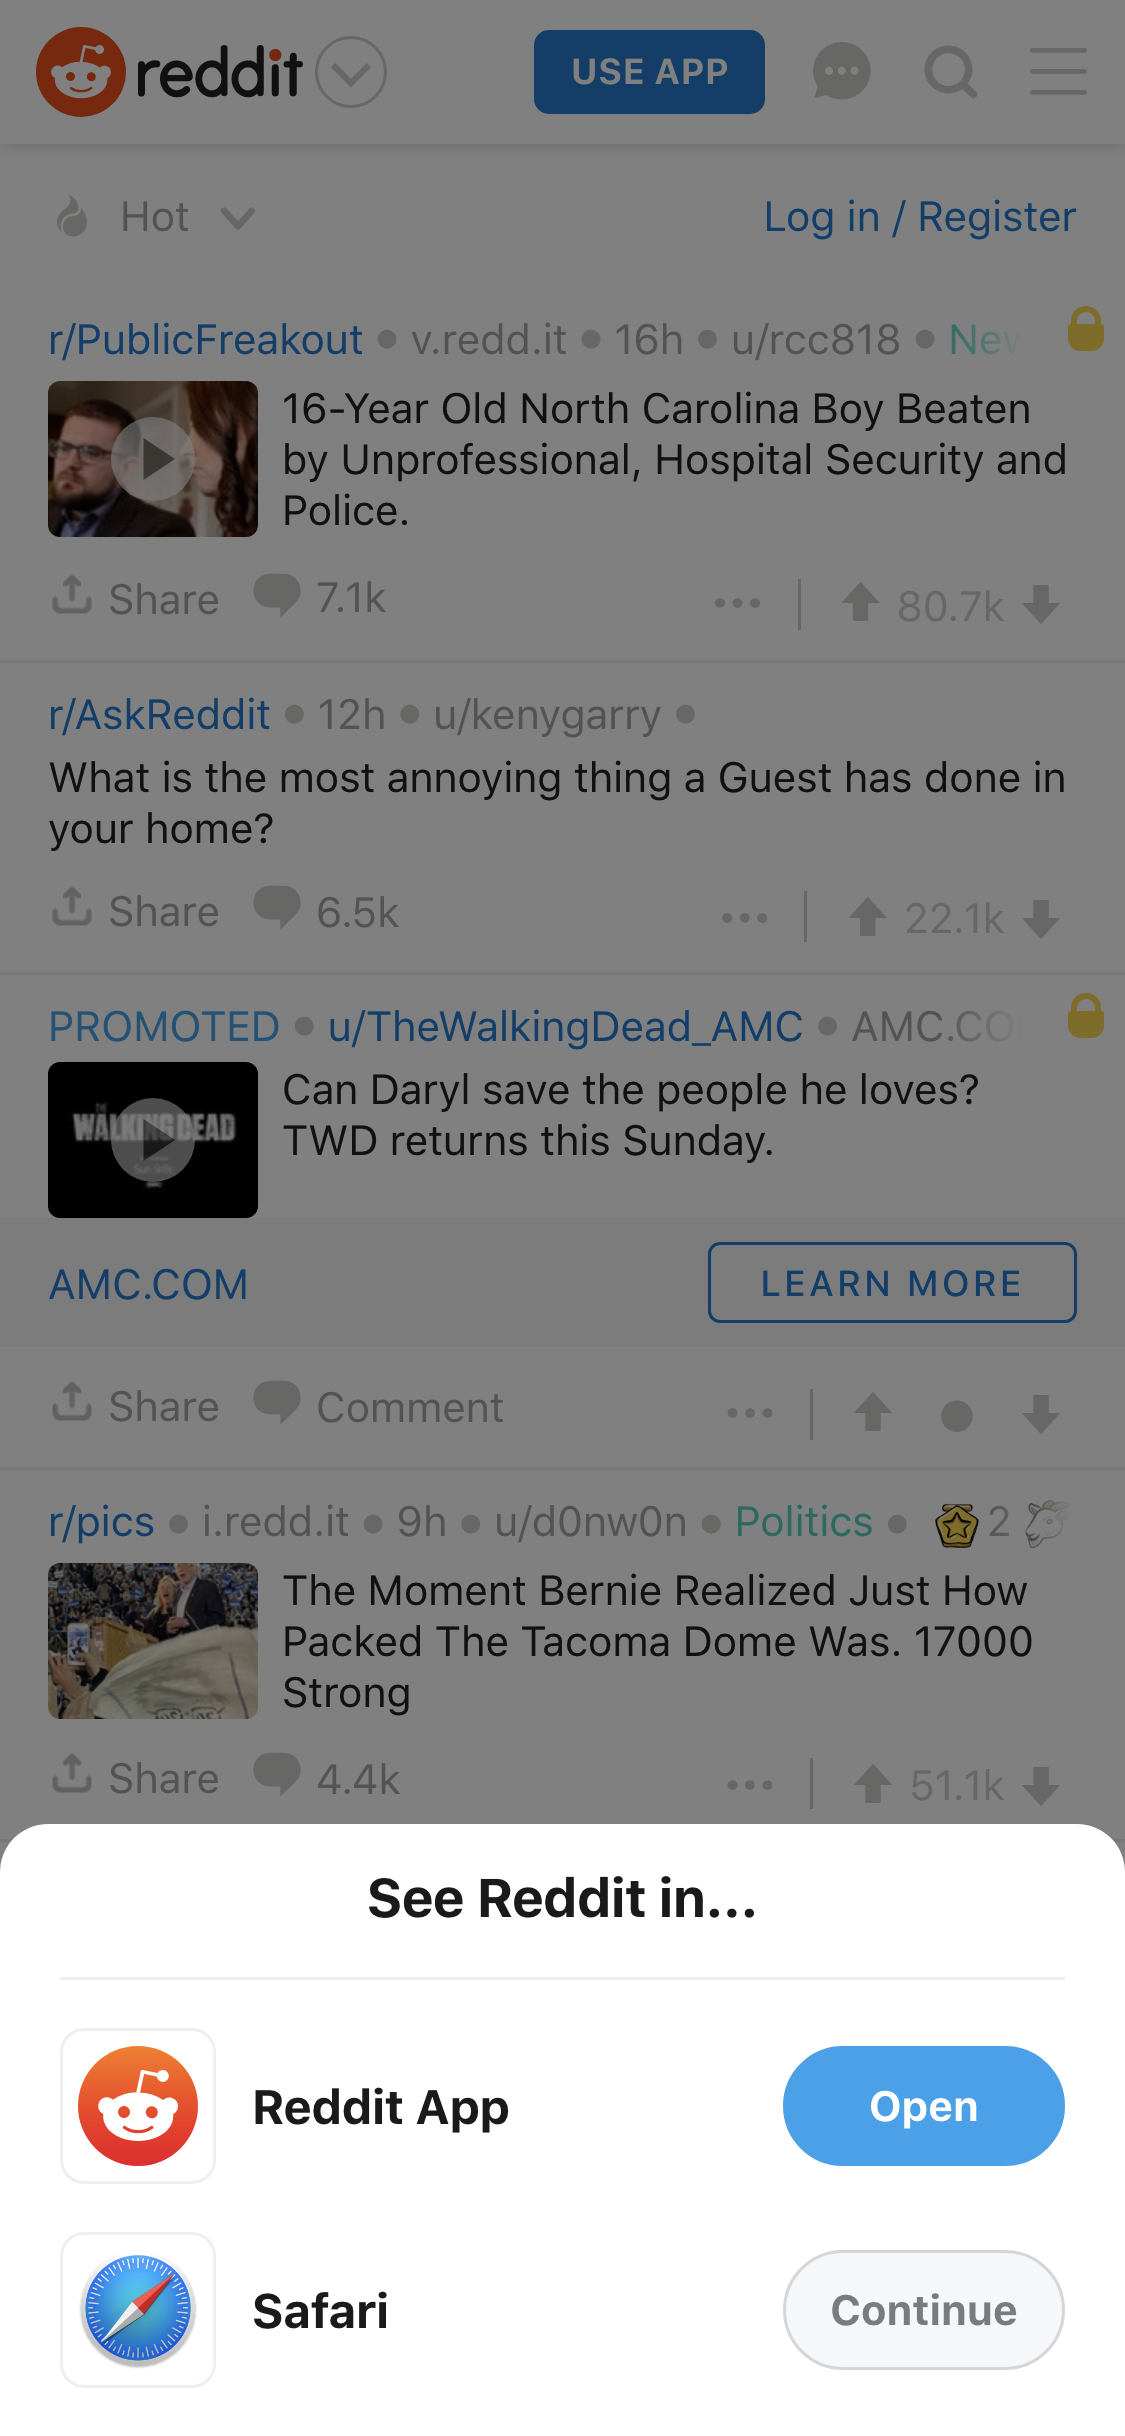 reddit USE APP
Hot Log in / Register
r/PublicFreakout • v.redd.it • 16h • u/rcc818 • New
16-Year Old North Carolina Boy Beaten
by Unprofessional, Hospital Security and
Police.
Share 7.1k 80.7k
r/AskReddit • 12h • u/kenygarry •
What is the most annoying thing a Guest has done in
your home?
Share 6.5k 22.1k
PROMOTED • u/TheWalkingDead_AMC • AMC.CO
THE
WALKING DEAD
Can Daryl save the people he loves?
TWD returns this Sunday.
AMC.COM LEARN MORE
Share Comment
r/pics • i.redd.it • 9h • u/d0nw0n • Politics • 2
The Moment Bernie Realized Just How
Packed The Tacoma Dome Was. 17000
Strong
Share 4.4k 51.1k
See Reddit in...
Reddit App Open
Safari Continue